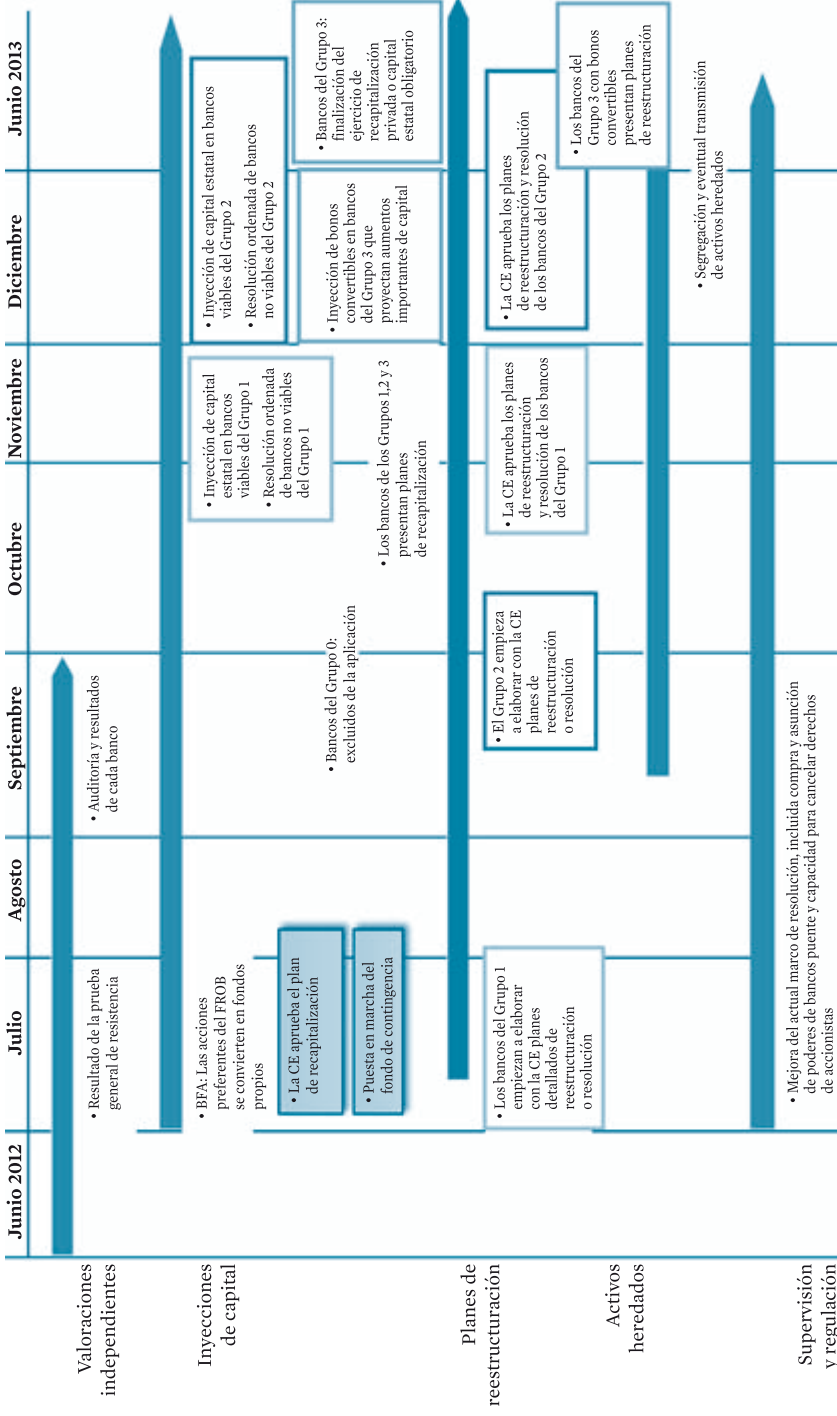 Junio 2012
Julio
Agosto
Septiembre
Octubre
Noviembre
Diciembre
Junio 2013
Valoraciones
independientes
• Resultado de la prueba
general de resistencia
• Auditoría y resultados
de cada banco
Inyecciones
de capital
• BFA: Las acciones
preferentes del FROB
se convierten en fondos
propios
• La CE aprueba el plan
de recapitalización
• Puesta en marcha del
fondo de contingencia
• Bancos del Grupo 0:
excluidos de la aplicación
• Inyección de capital
estatal en bancos
viables del Grupo 1
• Resolución ordenada
de bancos no viables
del Grupo 1
• Los bancos de los Grupos 1,2 y 3
presentan planes
de recapitalización
• Inyección de capital estatal en bancos
viables del Grupo 2
• Resolución ordenada de bancos
no viables del Grupo 2
• Inyección de bonos
convertibles en bancos
del Grupo 3 que
proyectan aumentos
importantes de capital
• Bancos del Grupo 3:
finalización del
ejercicio de
recapitalización
privada o capital
estatal obligatorio
Planes de
reestructuración
• Los bancos del Grupo 1
empiezan a elaborar
con la CE planes
detallados de
reestructuración
o resolución
• El Grupo 2 empieza
a elaborar con la CE
planes de
reestructuración
o resolución
• La CE aprueba los planes
de reestructuración
y resolución de los bancos
del Grupo 1
• La CE aprueba los planes
de reestructuración y resolución
de los bancos del Grupo 2
• Los bancos del
Grupo 3 con bonos
convertibles
presentan planes
de reestructuración
Activos
heredados
• Segregación y eventual transmisión
de activos heredados
Supervisión
y regulación
• Mejora del actual marco de resolución, incluida compra y asunción
de poderes de bancos puente y capacidad para cancelar derechos
de accionistas